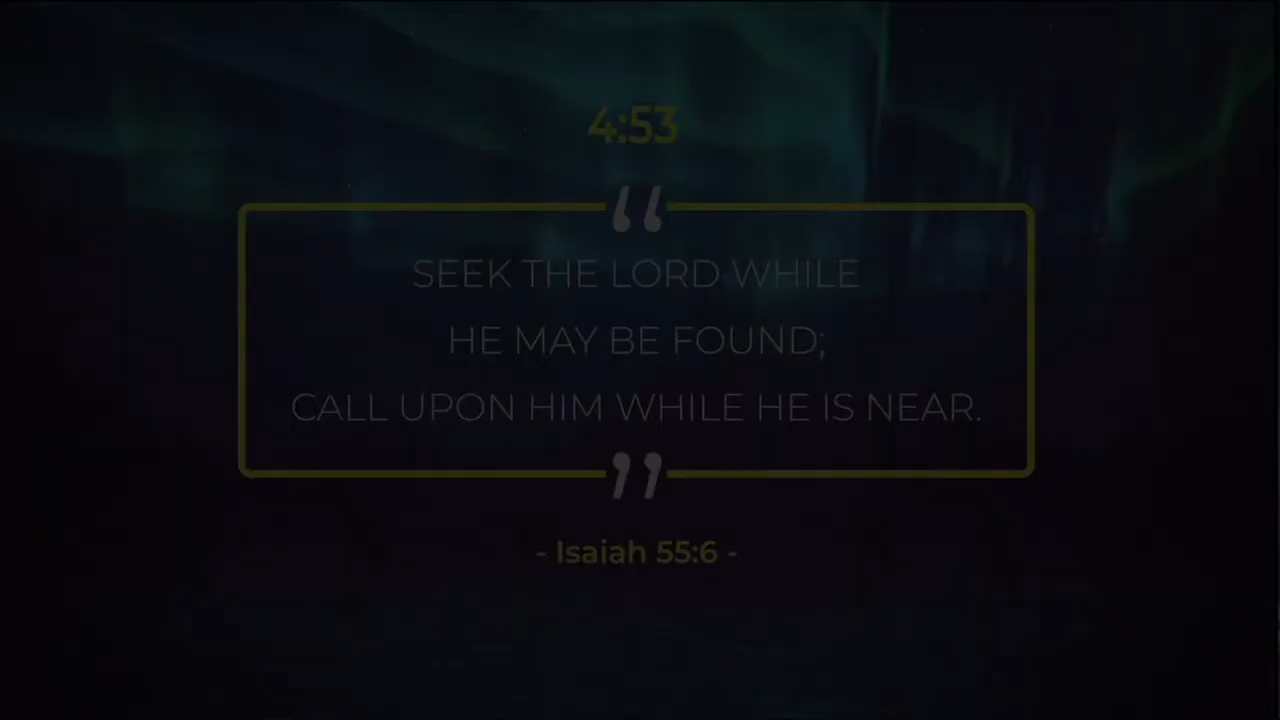 4:53
“
SEEK THE LORD WHILE
HE MAY BE FOUND;
CALL UPON HIM WHILE HE IS NEAR.
”
- Isaiah 55:6 -